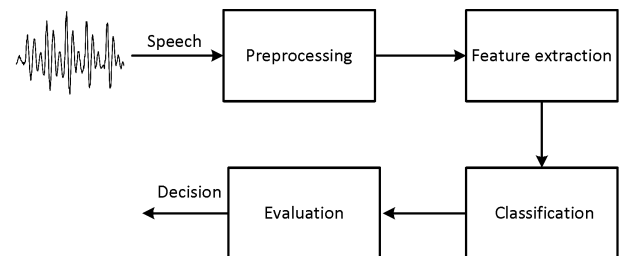 Speech
Preprocessing
Feature extraction
Decision
Evaluation
Classification